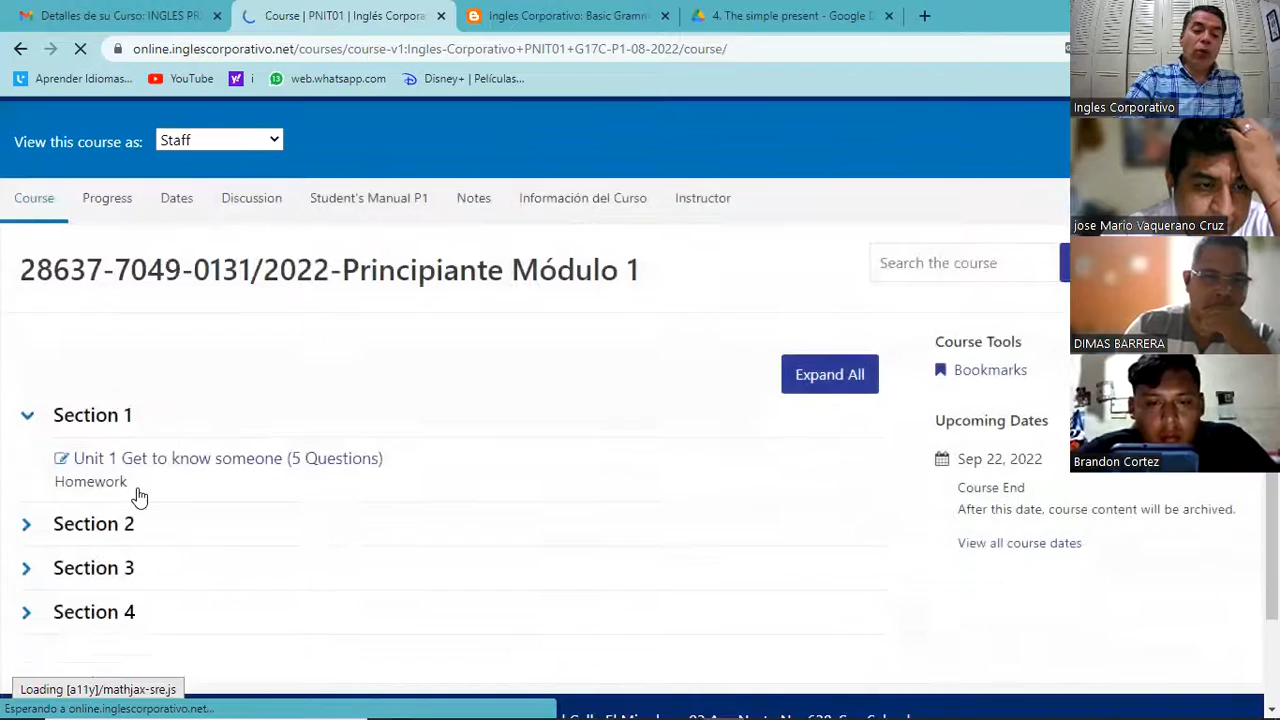 Detalles de su Curso: INGLES PR
Course | PNIT01 | Inglés Corpora
Ingles Corporativo: Basic Gramm
4. The simple present - Google
online.inglescorporativo.net/courses/course-v1:Ingles-Corporativo+PNIT01+G17C-P1-08-2022/course/
Aprender Idiomas...
YouTube
i
web.whatsapp.com
Disney+ | Películas...
View this course as:
Staff
Course
Progress
Dates
Discussion
Student's Manual P1
Notes
Información del Curso
Instructor
28637-7049-0131/2022-Principiante Módulo 1
Search the course
Expand All
Section 1
Unit 1 Get to know someone (5 Questions)
Homework
Section 2
Section 3
Section 4
Course Tools
Bookmarks
Upcoming Dates
Sep 22, 2022
Course End
After this date, course content will be archived.
View all course dates
Loading [a11y]/mathjax-sre.js
Esperando a online.inglescorporativo.net...
Ingles Corporativo
jose Mario Vaquerano Cruz
DIMAS BARRERA
Brandon Cortez